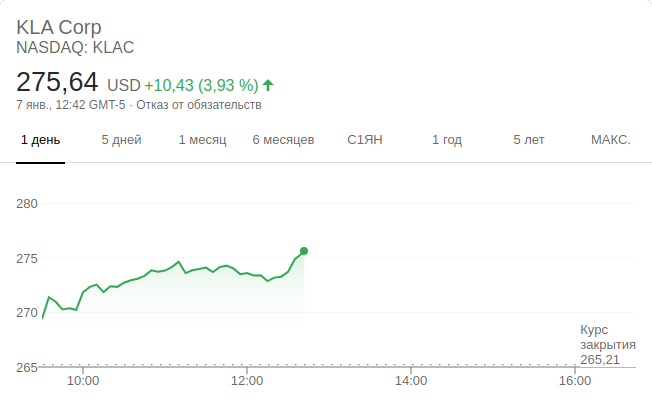 KLA Corp
NASDAQ: KLAC
275,64 USD +10,43 (3,93 %)
7 янв., 12:42 GMT-5 · Отказ от обязательств
1 день 5 дней 1 месяц 6 месяцев С1ЯН 1 год 5 лет МАКС.
280
275
270
Курс
закрытия
265,21
265
10:00 12:00 14:00 16:00